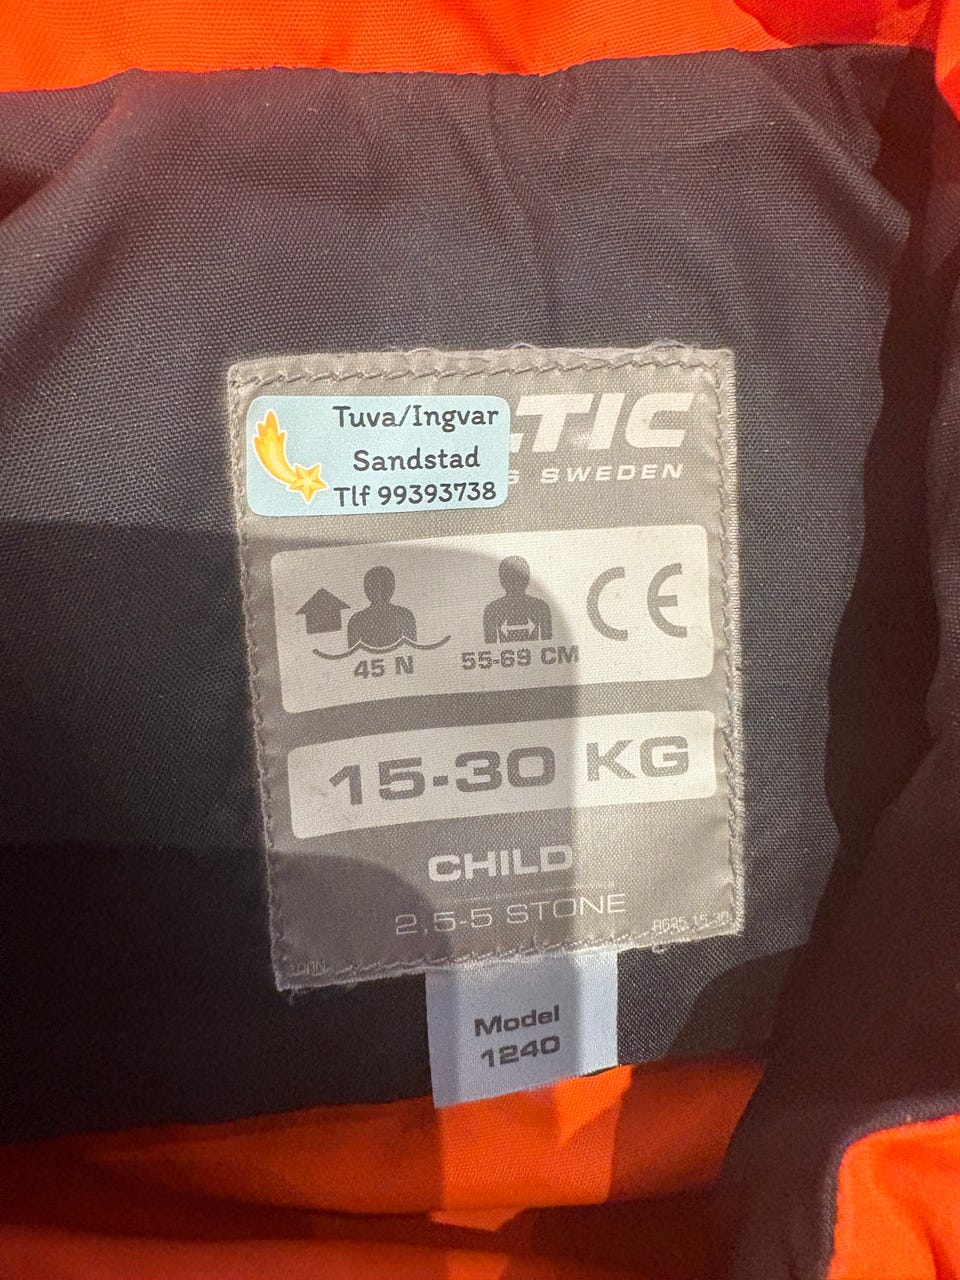 Tuva/Ingvar
Sandstad
Tlf 99393738
TIC
SWEDEN
45 N
55-69 CM
CE
15-30 KG
CHILD
2,5-5 STONE
Model
1240